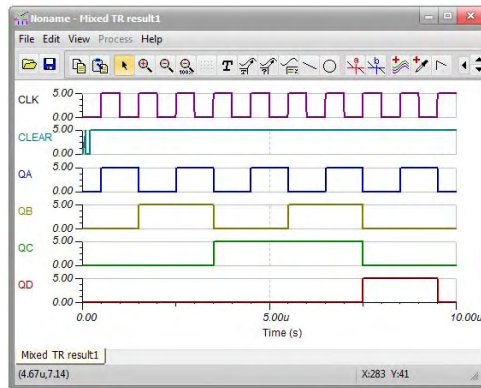 Noname - Mixed TR result1
File Edit View Process Help
T
a
b
CLK
5.00
0.00
CLEAR
5.00
0.00
QA
5.00
0.00
QB
5.00
0.00
QC
5.00
0.00
QD
5.00
0.00
0.00 5.00u 10.00u
Time (s)
Mixed TR result1
(4.67u,7.14) X:283 Y:41